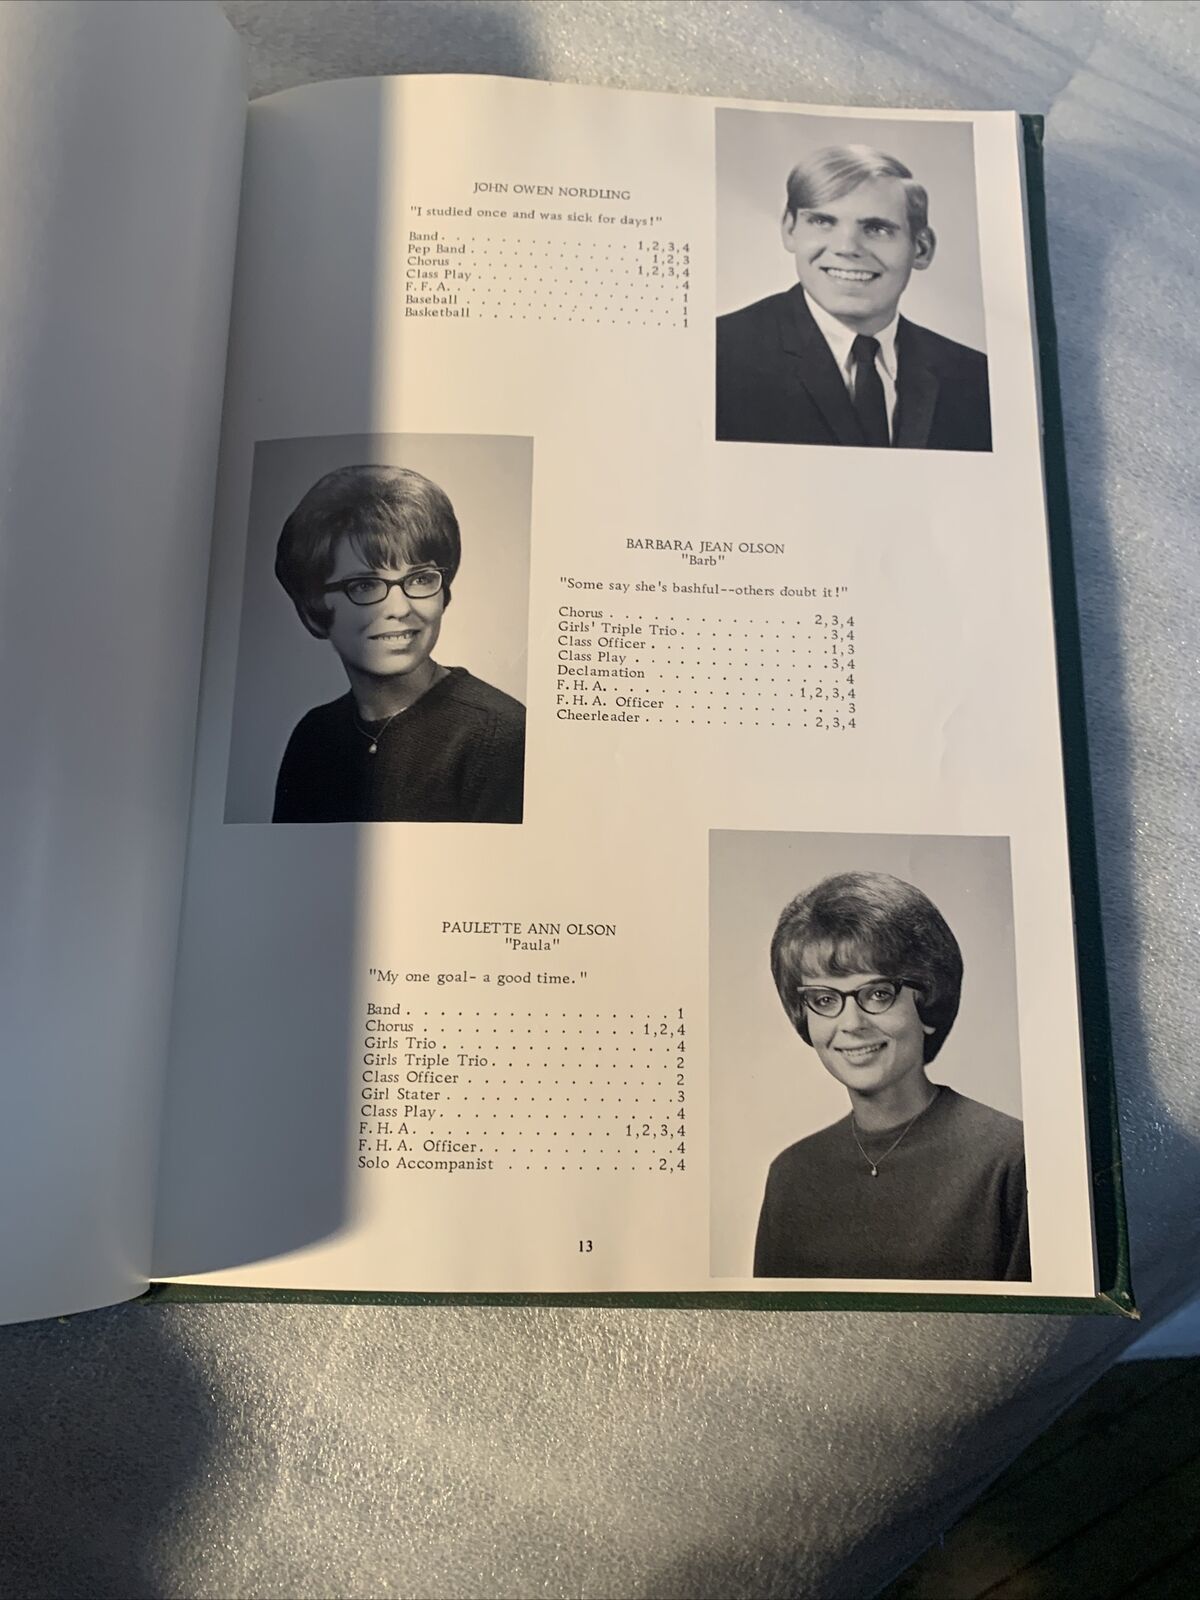 JOHN OWEN NORDLING
"I studied once and was sick for days!"
Band . . . . . . . . . . . . . 1,2,3,4
Pep Band . . . . . . . . . . . . 1,2,3
Chorus . . . . . . . . . . . . 1,2,3,4
Class Play . . . . . . . . . . . . . . 4
F. F. A. . . . . . . . . . . . . . . . 1
Baseball . . . . . . . . . . . . . . . 1
Basketball . . . . . . . . . . . . . . 1
BARBARA JEAN OLSON
"Barb"
"Some say she's bashful--others doubt it!"
Chorus . . . . . . . . . . . . . 2,3,4
Girls' Triple Trio . . . . . . . . . . 3,4
Class Officer . . . . . . . . . . . . 1,3
Class Play . . . . . . . . . . . . . 3,4
Declamation . . . . . . . . . . . . 4
F. H. A. . . . . . . . . . . . . 1,2,3,4
F. H. A. Officer . . . . . . . . . . 3
Cheerleader . . . . . . . . . . . 2,3,4
PAULETTE ANN OLSON
"Paula"
"My one goal- a good time."
Band . . . . . . . . . . . . . . . . 1
Chorus . . . . . . . . . . . . . 1,2,4
Girls Trio . . . . . . . . . . . . . . 4
Girls Triple Trio . . . . . . . . . . . 2
Class Officer . . . . . . . . . . . . 2
Girl Stater . . . . . . . . . . . . . . 3
Class Play . . . . . . . . . . . . . . 4
F. H. A. . . . . . . . . . . . . 1,2,3,4
F. H. A. Officer . . . . . . . . . . . 4
Solo Accompanist . . . . . . . . . 2,4
13